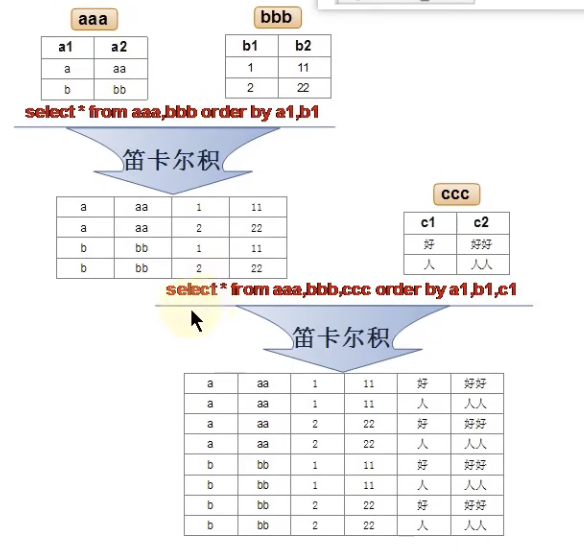 aaa
bbb
a1 a2
a aa
b bb
b1 b2
1 11
2 22
select * from aaa,bbb order by a1,b1
笛卡尔积
a aa 1 11
a aa 2 22
b bb 1 11
b bb 2 22
ccc
c1 c2
好 好好
人 人人
select * from aaa,bbb,ccc order by a1,b1,c1
笛卡尔积
a aa 1 11 好 好好
a aa 1 11 人 人人
a aa 2 22 好 好好
a aa 2 22 人 人人
b bb 1 11 好 好好
b bb 1 11 人 人人
b bb 2 22 好 好好
b bb 2 22 人 人人